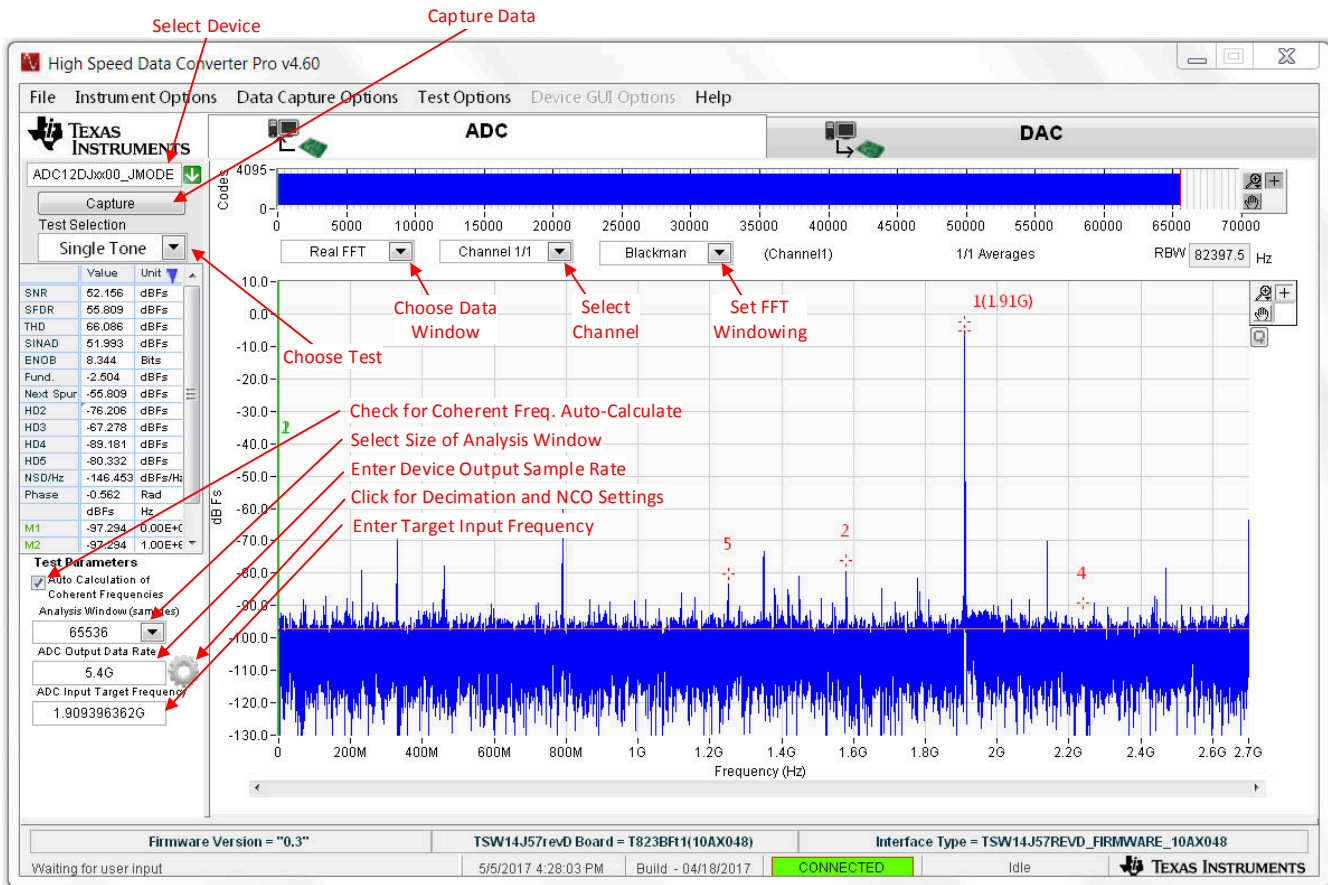 Select Device
Capture Data
High Speed Data Converter Pro v4.60
File Instrument Options Data Capture Options Test Options Device GUI Options Help
TEXAS INSTRUMENTS
ADC
DAC
ADC12DJxx00_JMODE
Capture
Test Selection
Single Tone
Value Unit
SNR 52.156 dBFs
SFDR 55.809 dBFs
THD 66.086 dBFs
SINAD 51.993 dBFs
ENOB 8.344 Bits
Fund. -2.504 dBFs
Next Spur -55.809 dBFs
HD2 -76.206 dBFs
HD3 -67.278 dBFs
HD4 -89.181 dBFs
HD5 -80.332 dBFs
NSD/Hz -146.453 dBFs/Hz
Phase -0.562 Rad
dBFs Hz
M1 -97.294 0.00E+0
M2 -97.294 1.00E+6
Test Parameters
Auto Calculation of
Coherent Frequencies
Analysis Window (samples)
65536
ADC Output Data Rate
5.4G
ADC Input Target Frequency
1.909396362G
Codes
4095
0
0 5000 10000 15000 20000 25000 30000 35000 40000 45000 50000 55000 60000 65000 70000
Real FFT Channel 1/1 Blackman (Channel1) 1/1 Averages RBW 82397.5 Hz
Choose Data
Window
Select
Channel
Set FFT
Windowing
Choose Test
Check for Coherent Freq. Auto-Calculate
Select Size of Analysis Window
Enter Device Output Sample Rate
Click for Decimation and NCO Settings
Enter Target Input Frequency
1(1.91G)
5
2
4
dBFs
10.0
0.0
-10.0
-20.0
-30.0
-40.0
-50.0
-60.0
-70.0
-80.0
-90.0
-100.0
-110.0
-120.0
-130.0
0 200M 400M 600M 800M 1G 1.2G 1.4G 1.6G 1.8G 2G 2.2G 2.4G 2.6G 2.7G
Frequency (Hz)
Firmware Version = "0.3"
TSW14J57revD Board = T823BFt1(10AX048)
Interface Type = TSW14J57REVD_FIRMWARE_10AX048
Waiting for user input
5/5/2017 4:28:03 PM
Build - 04/18/2017
CONNECTED
Idle
TEXAS INSTRUMENTS